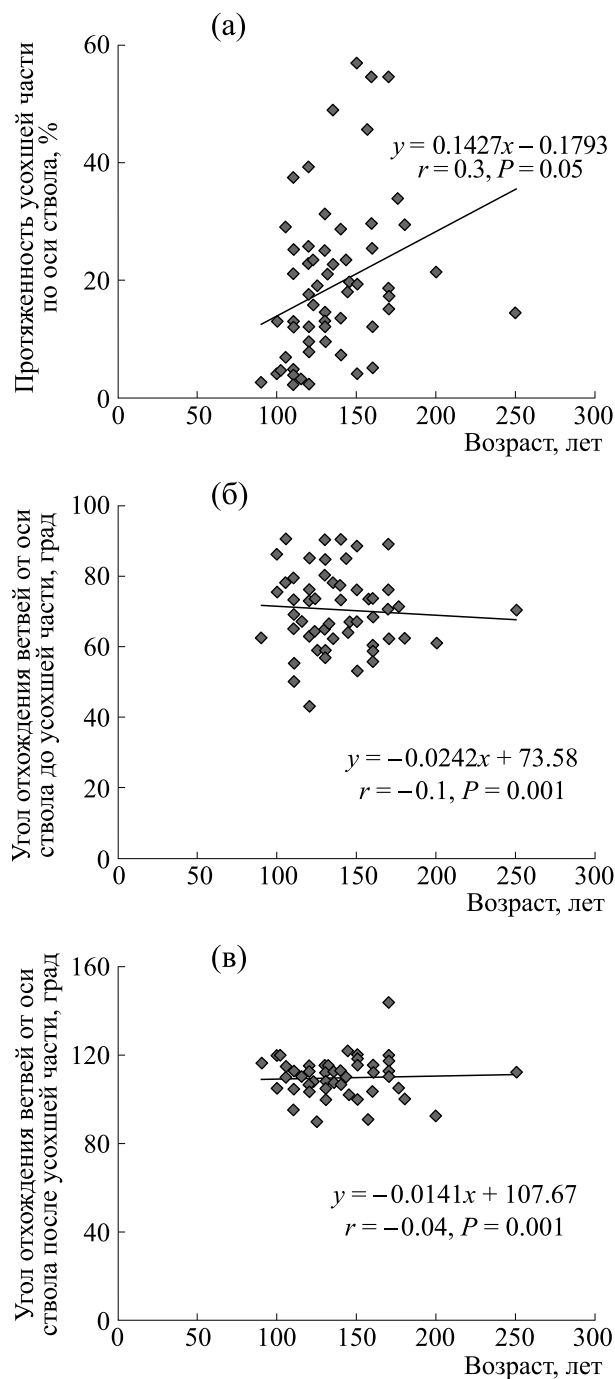 (а)
Протяженность усохшей части
по оси ствола, %
60
40
20
0
y = 0.1427x – 0.1793
r = 0.3, P = 0.05
0 50 100 150 200 250 300
Возраст, лет
(б)
Угол отхождения ветвей от оси
ствола до усохшей части, град
100
80
60
40
20
0
y = –0.0242x + 73.58
r = –0.1, P = 0.001
0 50 100 150 200 250 300
Возраст, лет
(в)
Угол отхождения ветвей от оси
ствола после усохшей части, град
160
120
80
40
0
y = –0.0141x + 107.67
r = –0.04, P = 0.001
0 50 100 150 200 250 300
Возраст, лет